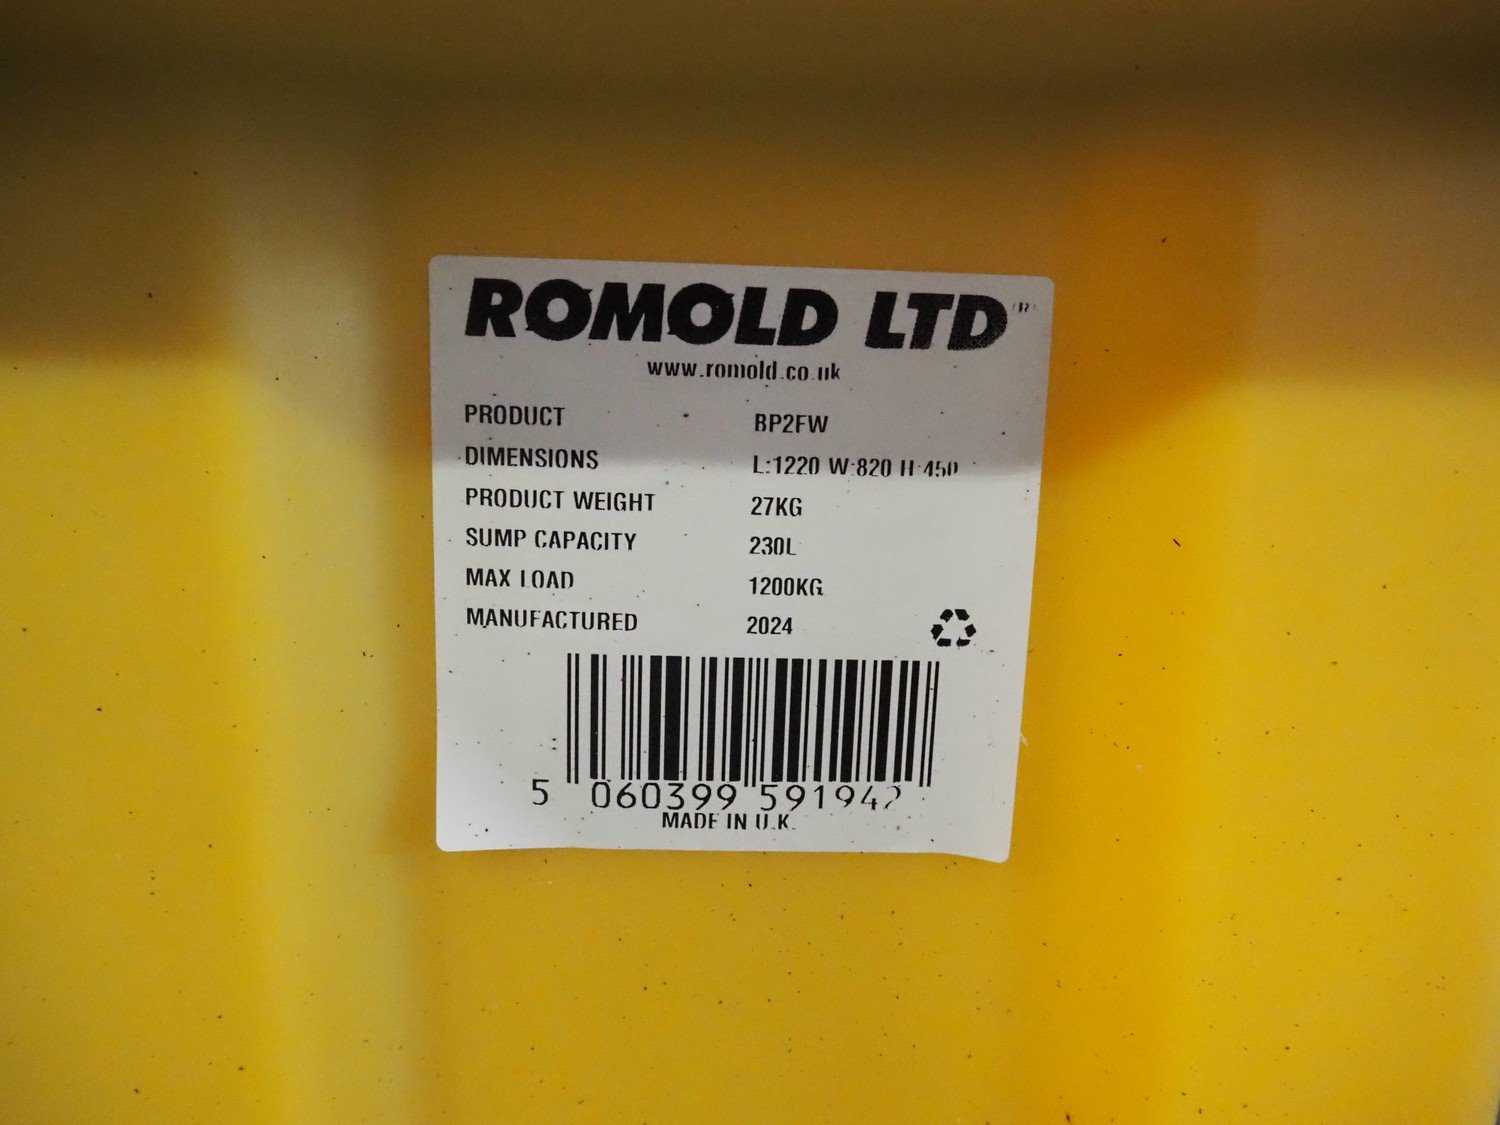 ROMOLD LTD
www.romold.co.uk
PRODUCT BP2FW
DIMENSIONS L:1220 W:820 H:450
PRODUCT WEIGHT 27KG
SUMP CAPACITY 230L
MAX LOAD 1200KG
MANUFACTURED 2024
5 060399 591942
MADE IN U.K.